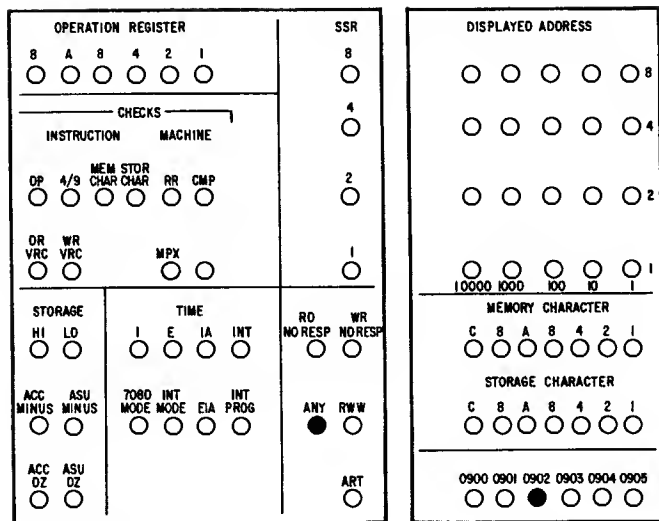 OPERATION REGISTER
8 A 8 4 2 1
CHECKS
INSTRUCTION MACHINE
OP 4/9 MEM CHAR STOR CHAR RR CMP
DR VRC WR VRC MPX
STORAGE
HI LO
ACC MINUS ASU MINUS
ACC DZ ASU DZ
TIME
I E IA INT
7080 MODE INT MODE EIA INT PROG
SSR
8
4
2
1
RD NO RESP WR NO RESP
ANY RWW
ART
DISPLAYED ADDRESS
8
4
2
1
10000 1000 100 10 1
MEMORY CHARACTER
C 8 A 8 4 2 1
STORAGE CHARACTER
C 8 A 8 4 2 1
0900 0901 0902 0903 0904 0905